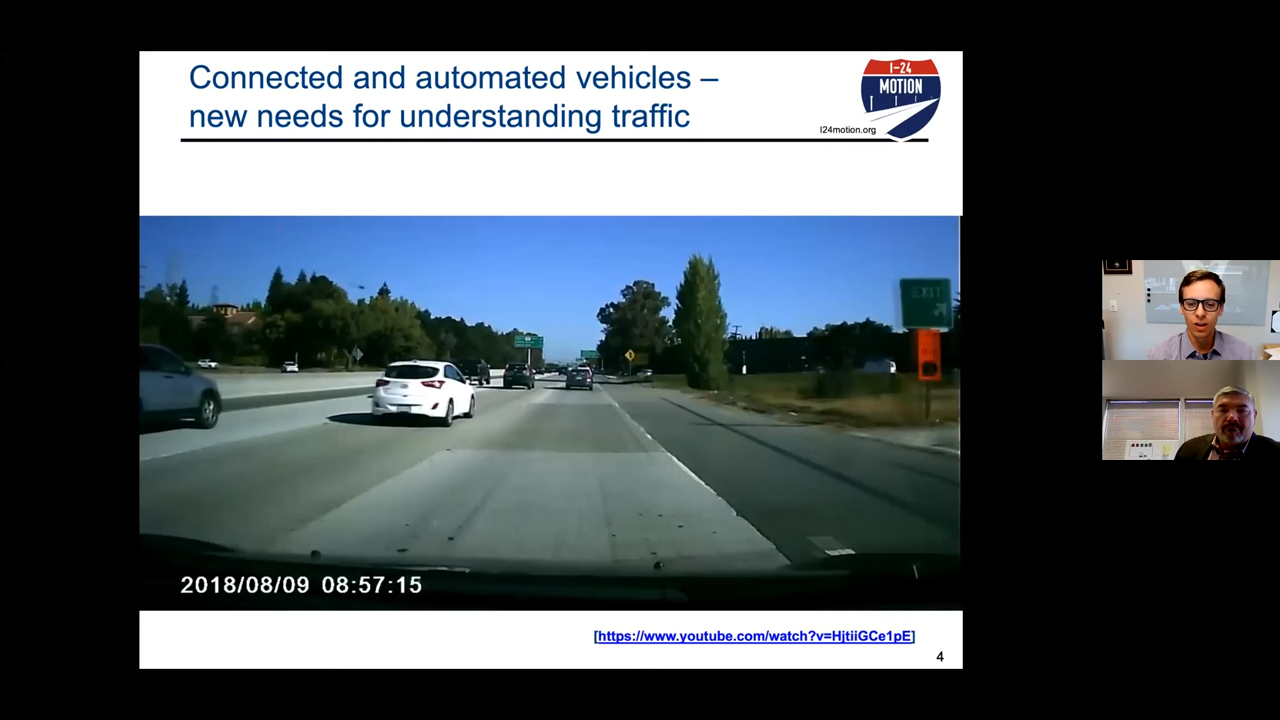 Connected and automated vehicles –
new needs for understanding traffic
I-24
MOTION
I24motion.org
EXIT
2018/08/09 08:57:15
[https://www.youtube.com/watch?v=HjtiiGCe1pE]
4